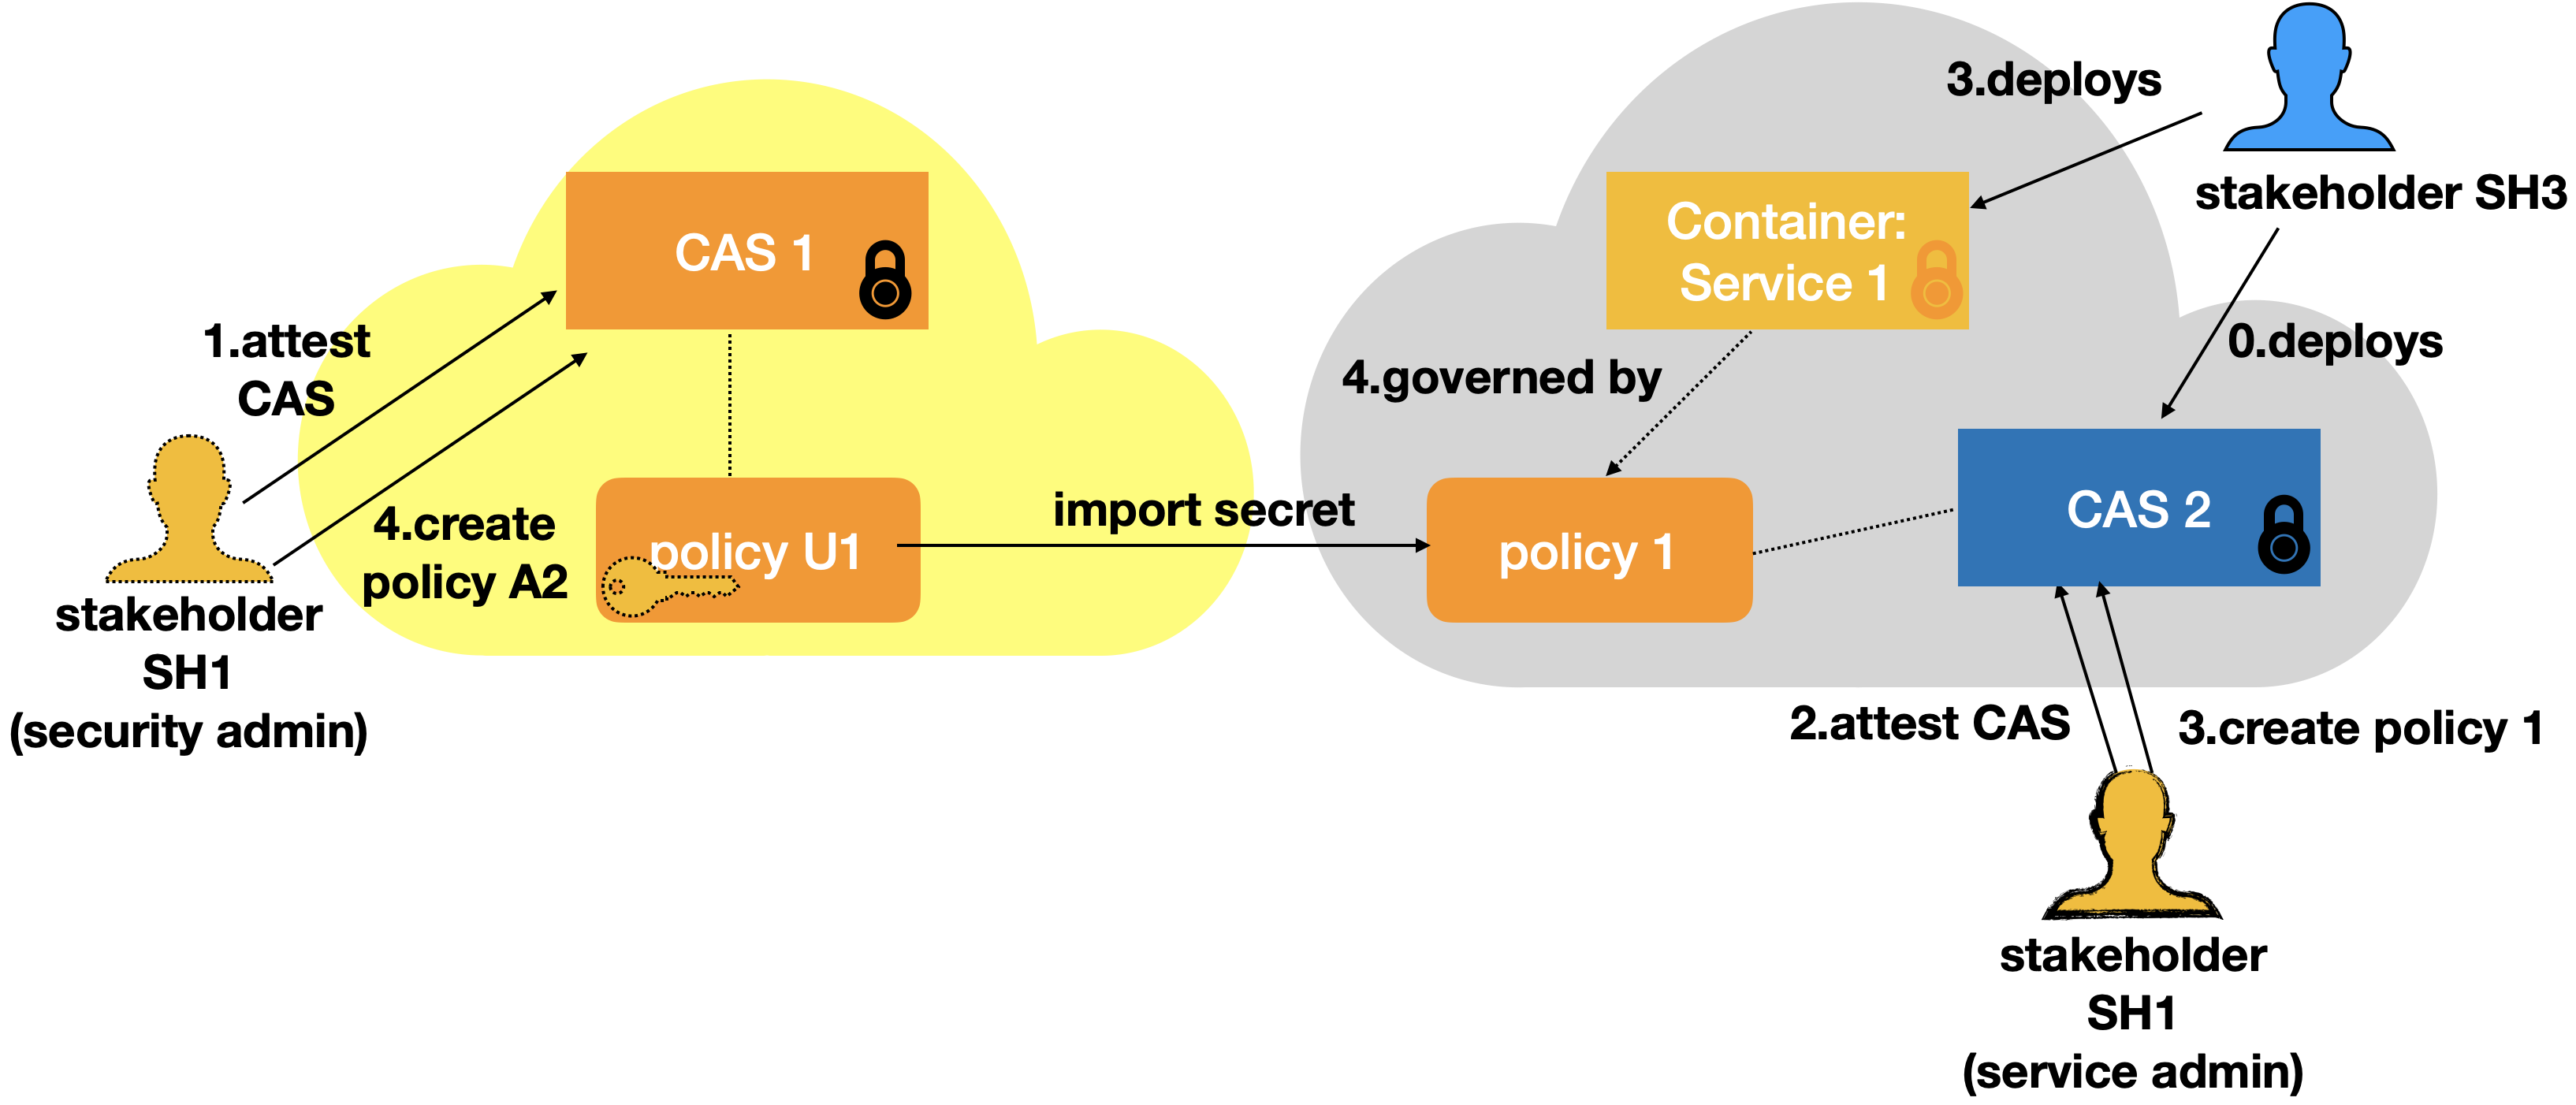 3.deploys
stakeholder SH3
CAS 1
Container:
Service 1
1.attest
CAS
0.deploys
4.governed by
4.create
policy A2
policy U1
import secret
policy 1
CAS 2
stakeholder
SH1
(security admin)
2.attest CAS
3.create policy 1
stakeholder
SH1
(service admin)